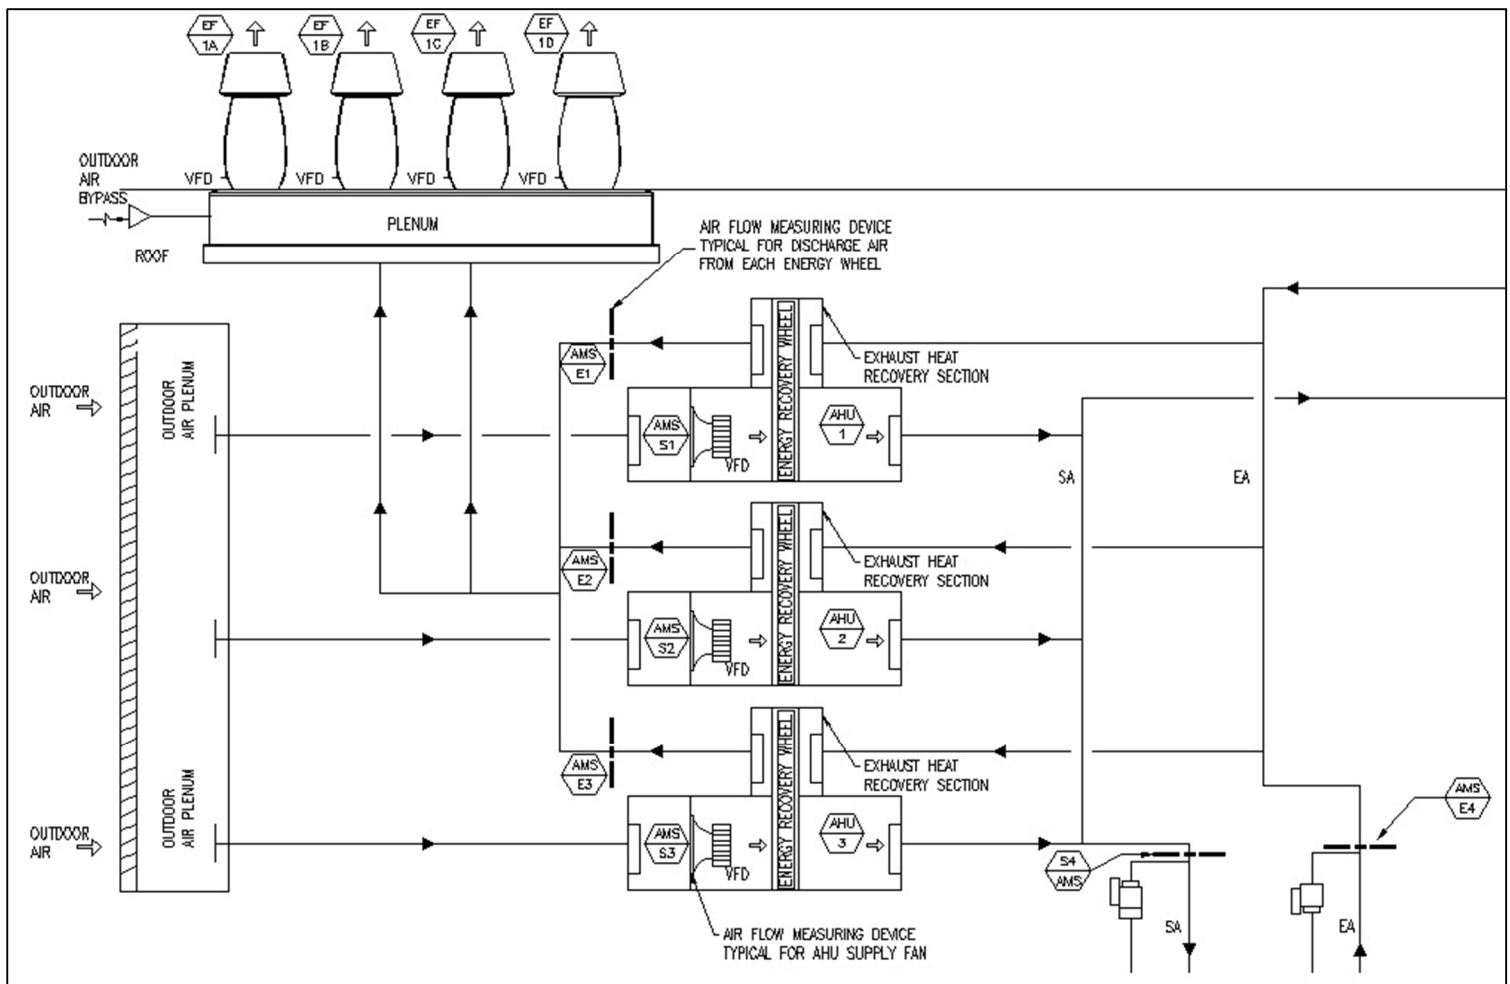 EF
1A
EF
1B
EF
1C
EF
1D
OUTDOOR
AIR
BYPASS
VFD
VFD
VFD
VFD
PLENUM
ROOF
AIR FLOW MEASURING DEVICE
TYPICAL FOR DISCHARGE AIR
FROM EACH ENERGY WHEEL
OUTDOOR
AIR
OUTDOOR
AIR PLENUM
AMS
E1
ENERGY RECOVERY WHEEL
EXHAUST HEAT
RECOVERY SECTION
AMS
S1
VFD
AHU
1
SA
EA
OUTDOOR
AIR
AMS
E2
ENERGY RECOVERY WHEEL
EXHAUST HEAT
RECOVERY SECTION
AMS
S2
VFD
AHU
2
OUTDOOR
AIR
OUTDOOR
AIR PLENUM
AMS
E3
ENERGY RECOVERY WHEEL
EXHAUST HEAT
RECOVERY SECTION
AMS
S3
VFD
AHU
3
AMS
E4
S4
AMS
SA
EA
AIR FLOW MEASURING DEVICE
TYPICAL FOR AHU SUPPLY FAN